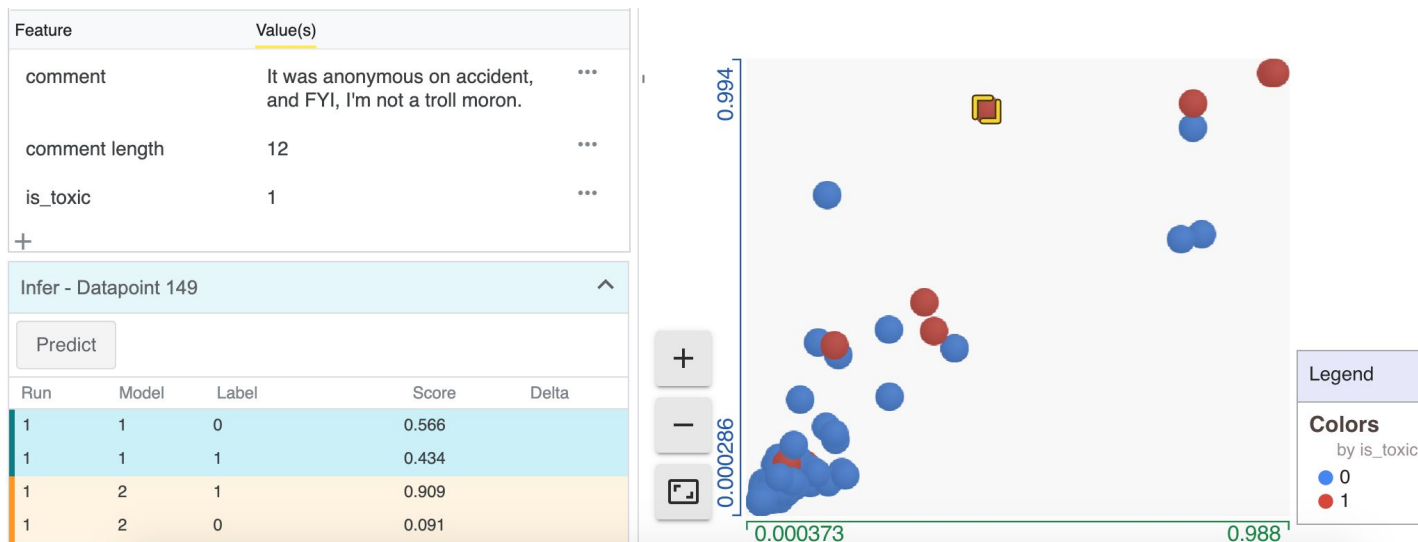 Feature Value(s)
comment It was anonymous on accident, •••
and FYI, I'm not a troll moron.
comment length 12 •••
is_toxic 1 •••
+
Infer - Datapoint 149
Predict
Run Model Label Score Delta
1 1 0 0.566
1 1 1 0.434
1 2 1 0.909
1 2 0 0.091
+
−
0.994
0.000286
0.000373 0.988
Legend
Colors
by is_toxic
0
1